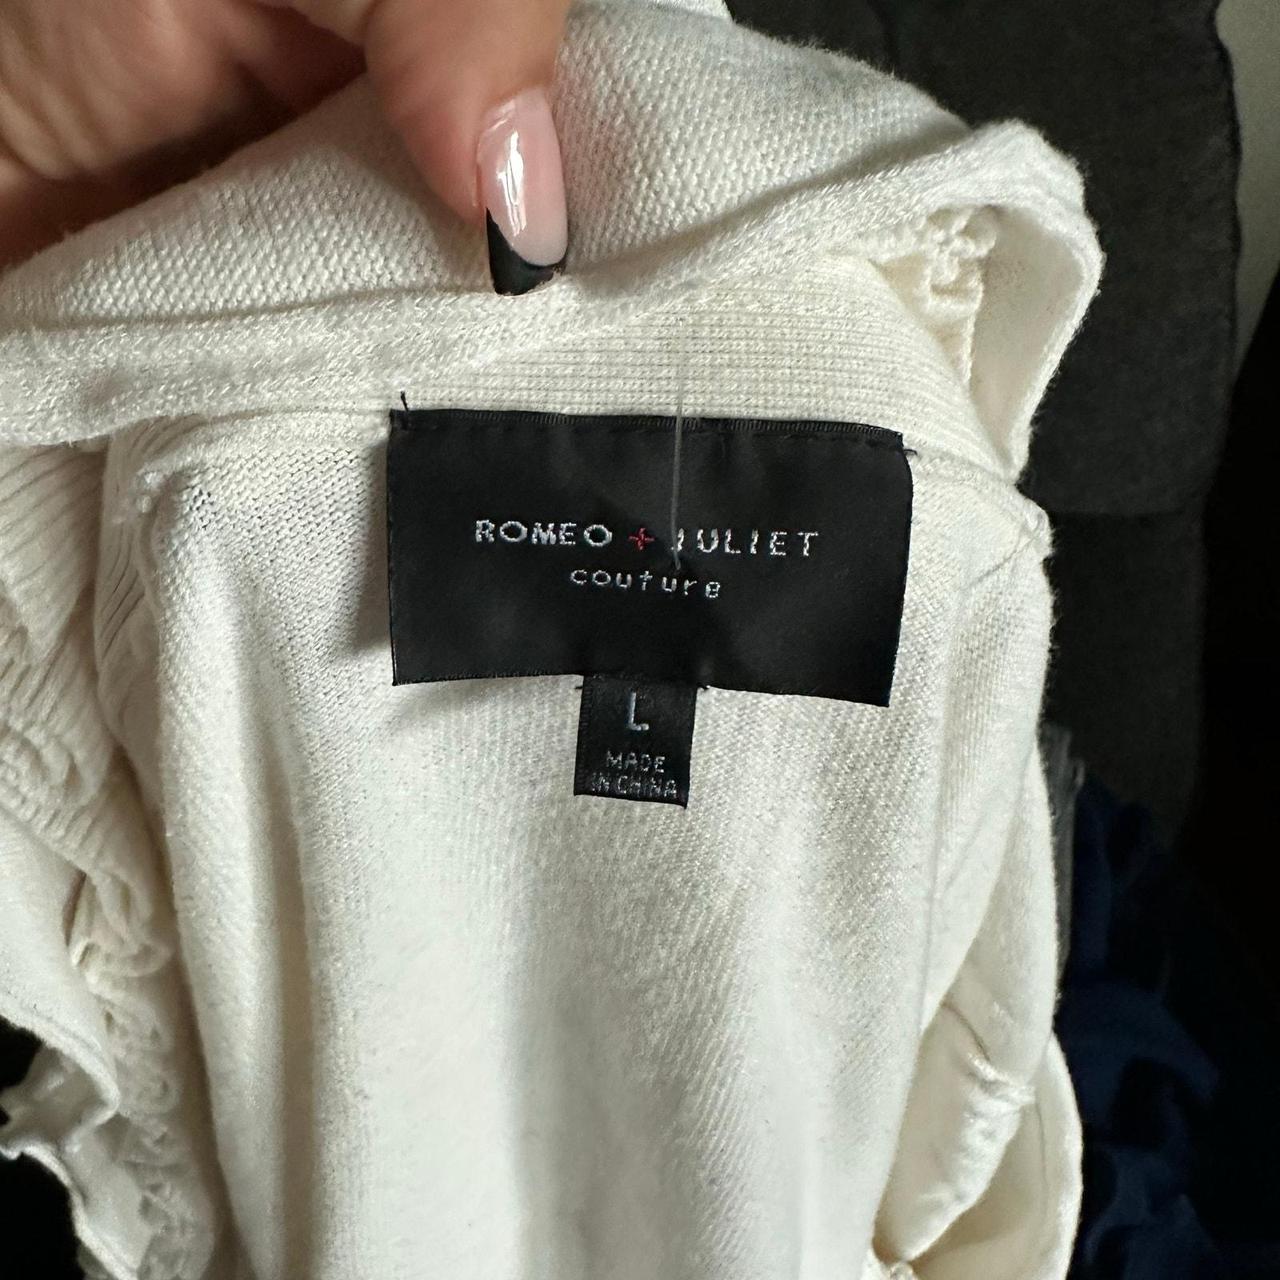 ROMEO + JULIET
couture
L
MADE
IN CHINA